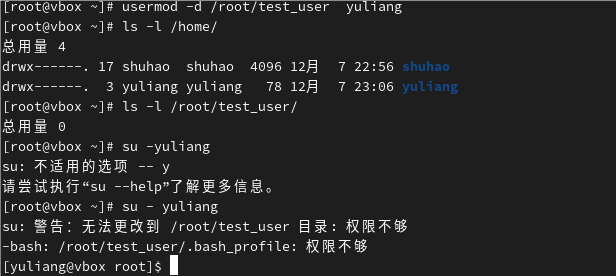 [root@vbox ~]# usermod -d /root/test_user  yuliang
[root@vbox ~]# ls -l /home/
总用量 4
drwx------. 17 shuhao  shuhao  4096 12月  7 22:56 shuhao
drwx------.  3 yuliang yuliang   78 12月  7 23:06 yuliang
[root@vbox ~]# ls -l /root/test_user/
总用量 0
[root@vbox ~]# su -yuliang
su: 不适用的选项 -- y
请尝试执行“su --help”了解更多信息。
[root@vbox ~]# su - yuliang
su: 警告：无法更改到 /root/test_user 目录: 权限不够
-bash: /root/test_user/.bash_profile: 权限不够
[yuliang@vbox root]$